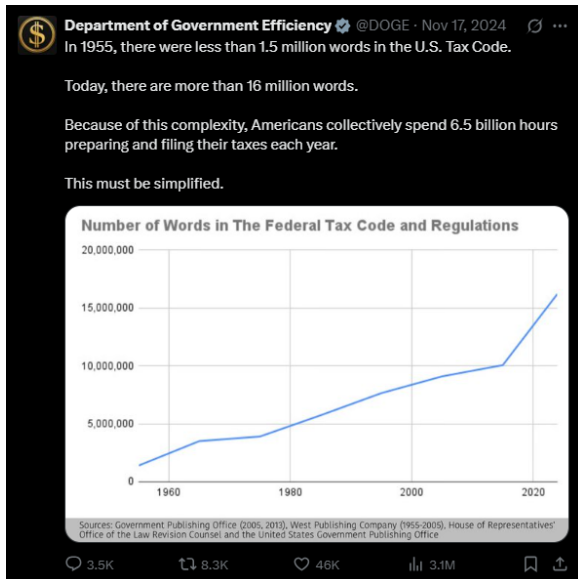 Department of Government Efficiency @DOGE · Nov 17, 2024
In 1955, there were less than 1.5 million words in the U.S. Tax Code.
Today, there are more than 16 million words.
Because of this complexity, Americans collectively spend 6.5 billion hours
preparing and filing their taxes each year.
This must be simplified.
Number of Words in The Federal Tax Code and Regulations
20,000,000
15,000,000
10,000,000
5,000,000
0
1960 1980 2000 2020
Sources: Government Publishing Office (2005, 2013), West Publishing Company (1955-2005), House of Representatives'
Office of the Law Revision Counsel and the United States Government Publishing Office
3.5K 8.3K 46K 3.1M